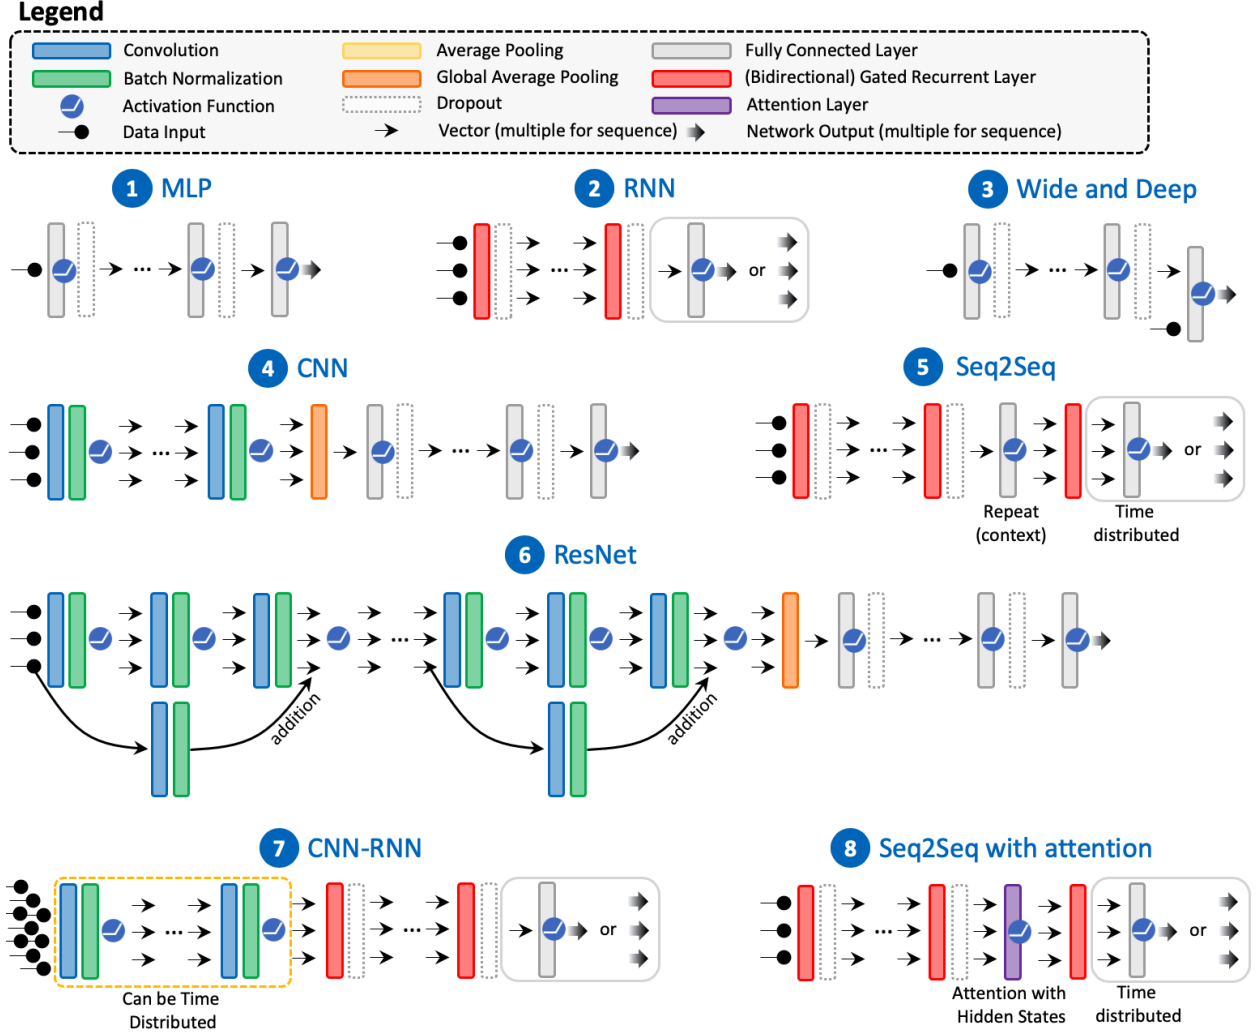 Legend
Convolution
Average Pooling
Fully Connected Layer
Batch Normalization
Global Average Pooling
(Bidirectional) Gated Recurrent Layer
Activation Function
Dropout
Attention Layer
Data Input
Vector (multiple for sequence)
Network Output (multiple for sequence)
1 MLP
2 RNN
3 Wide and Deep
...
...
or
...
4 CNN
5 Seq2Seq
...
...
...
or
Repeat
(context)
Time
distributed
6 ResNet
...
...
addition
addition
7 CNN-RNN
8 Seq2Seq with attention
...
...
or
...
or
Can be Time
Distributed
Attention with
Hidden States
Time
distributed